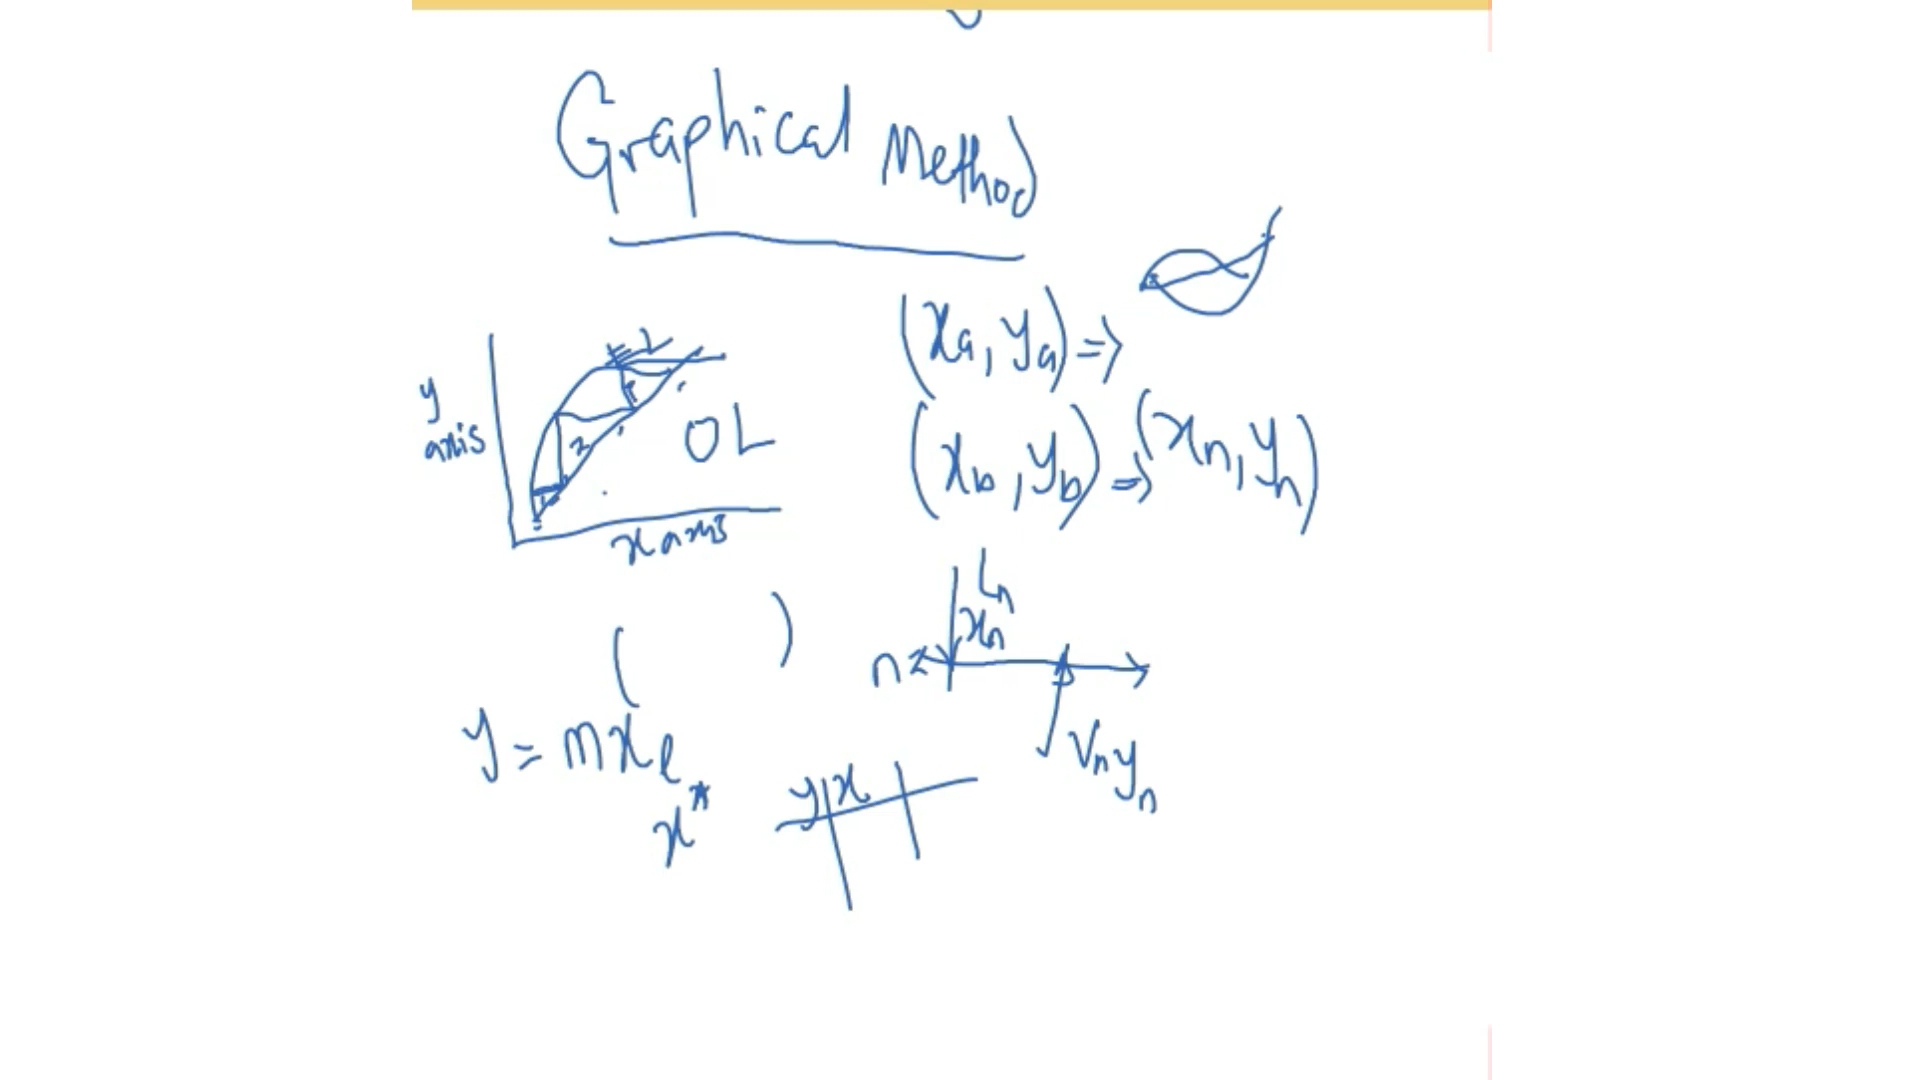 Graphical Method
(xa, ya) =>
y axis
OL
(xb, yb) => (xn, yn)
x axis
Ln
xn
n
( )
y = mxe
Vn yn
x*
y | x